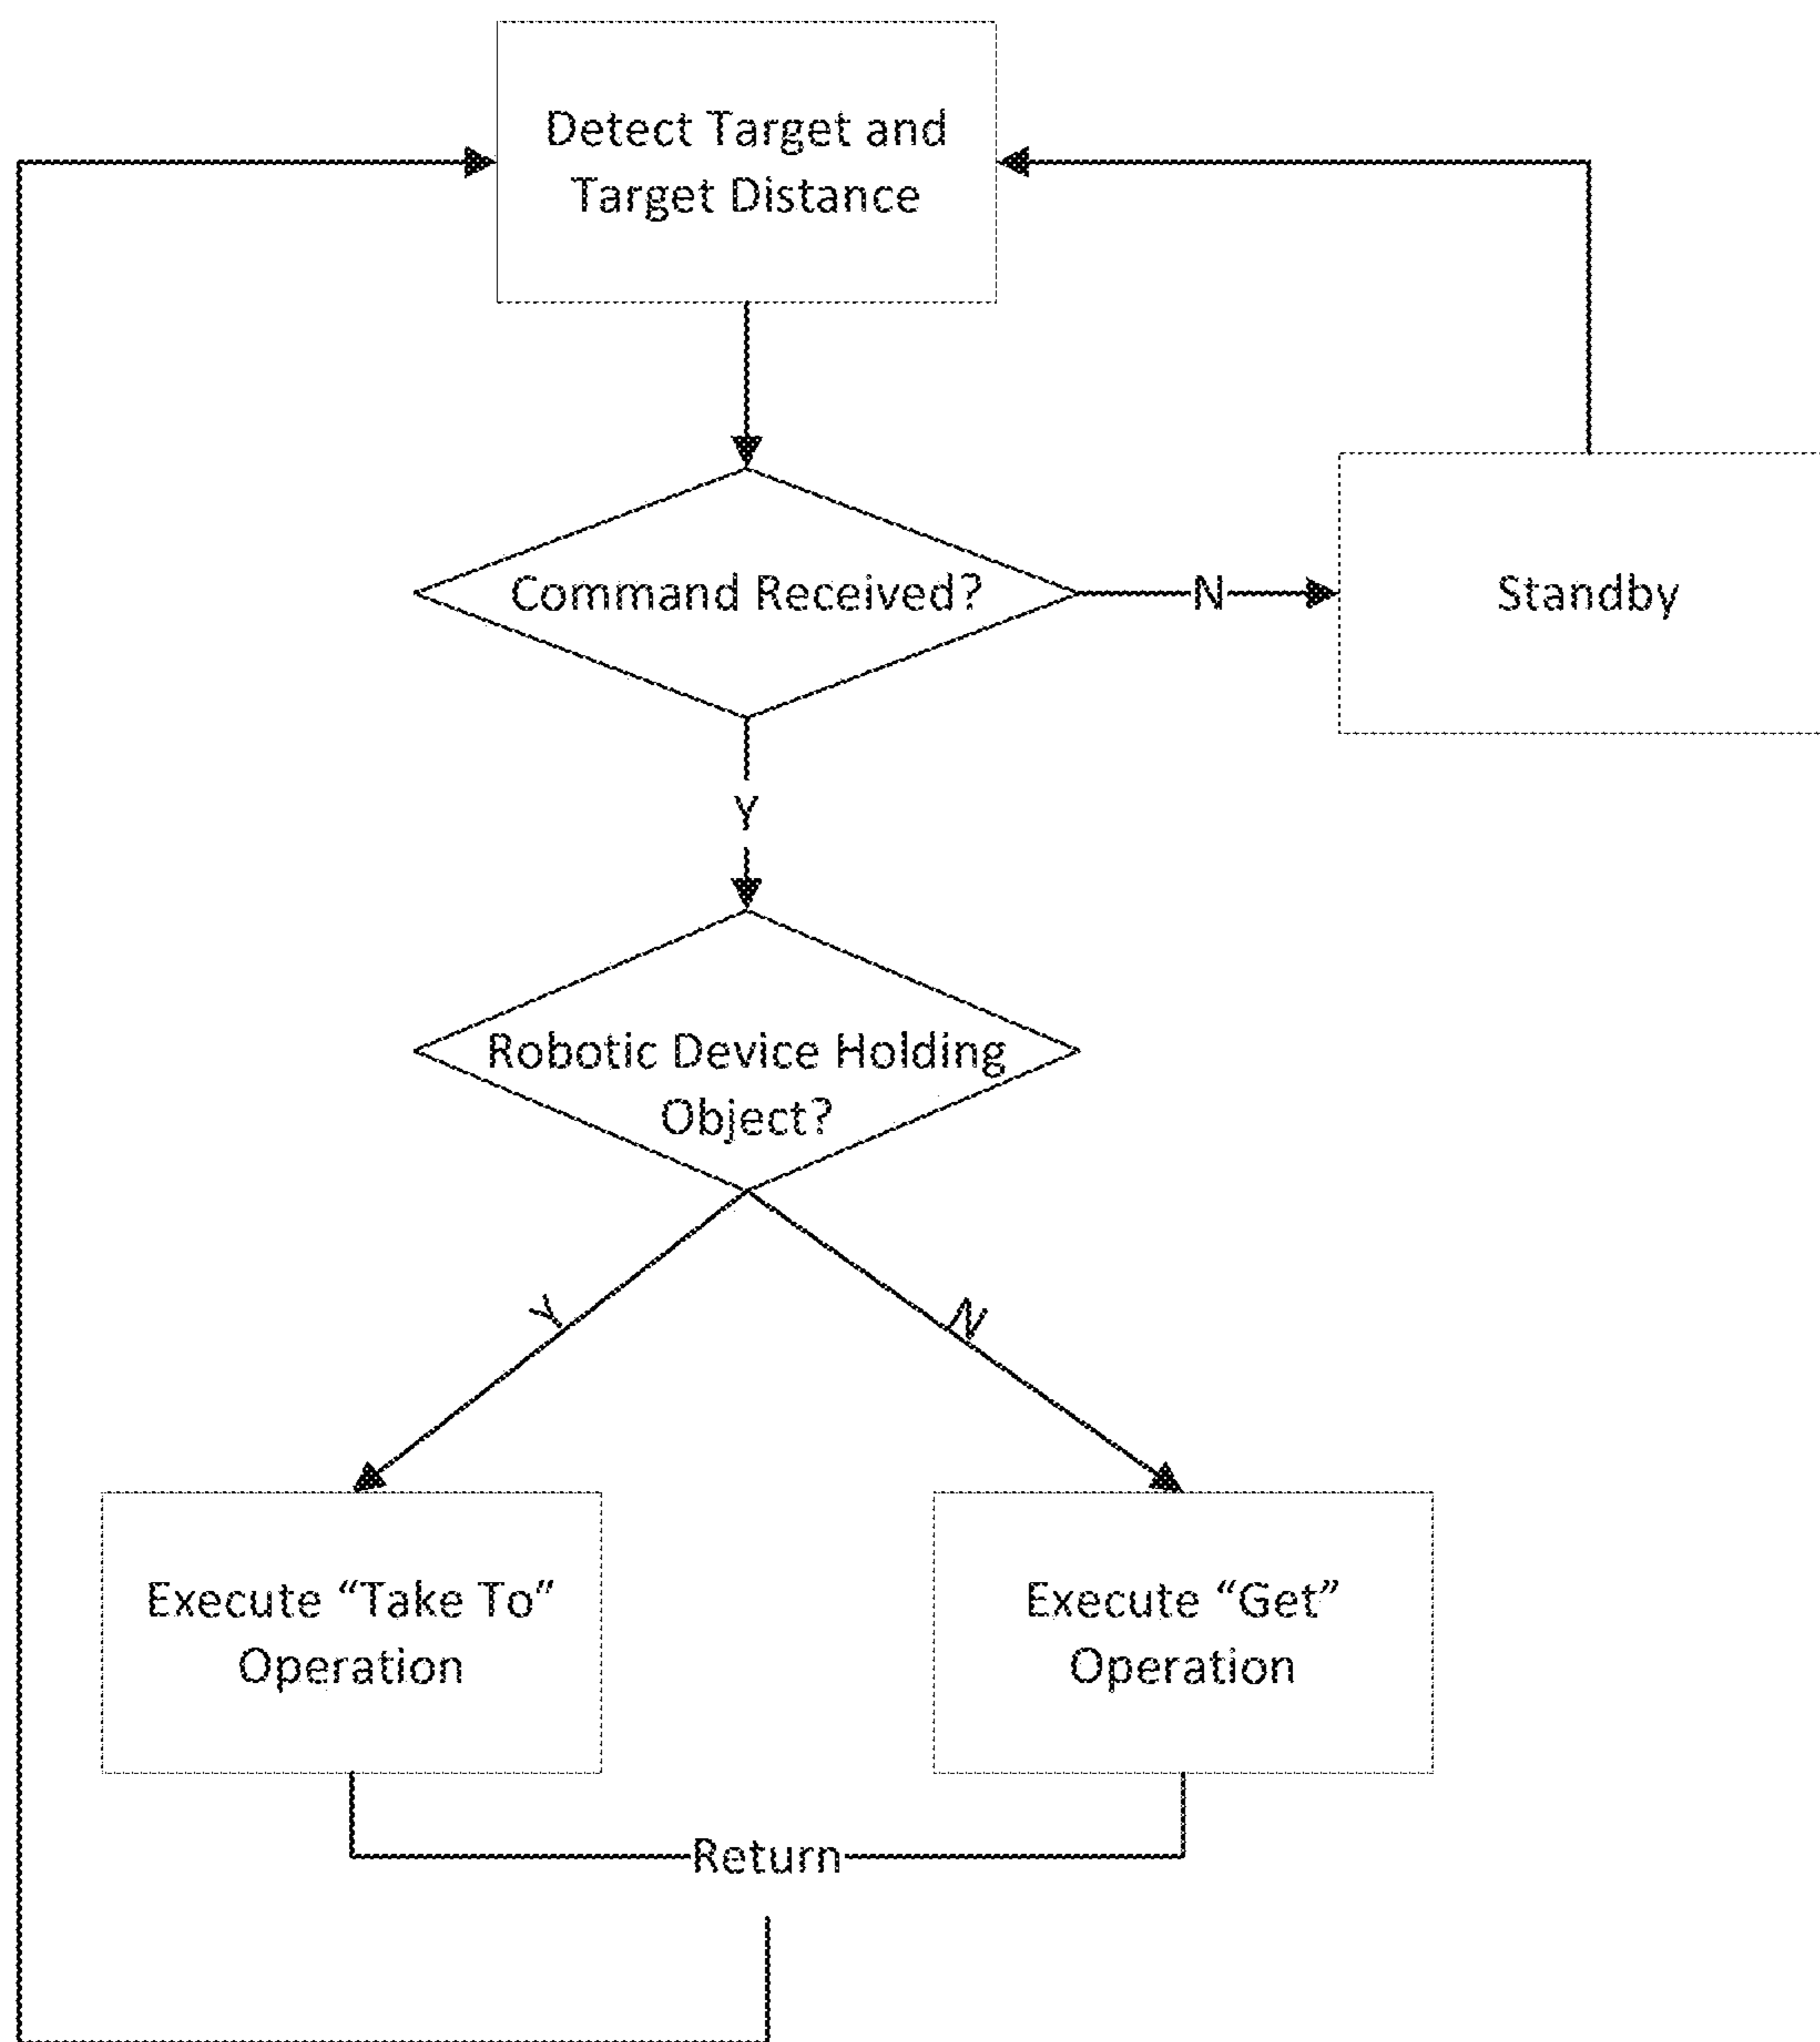 Detect Target and
Target Distance
Command Received?
N
Standby
Y
Robotic Device Holding
Object?
Y
N
Execute “Take To”
Operation
Execute “Get”
Operation
Return